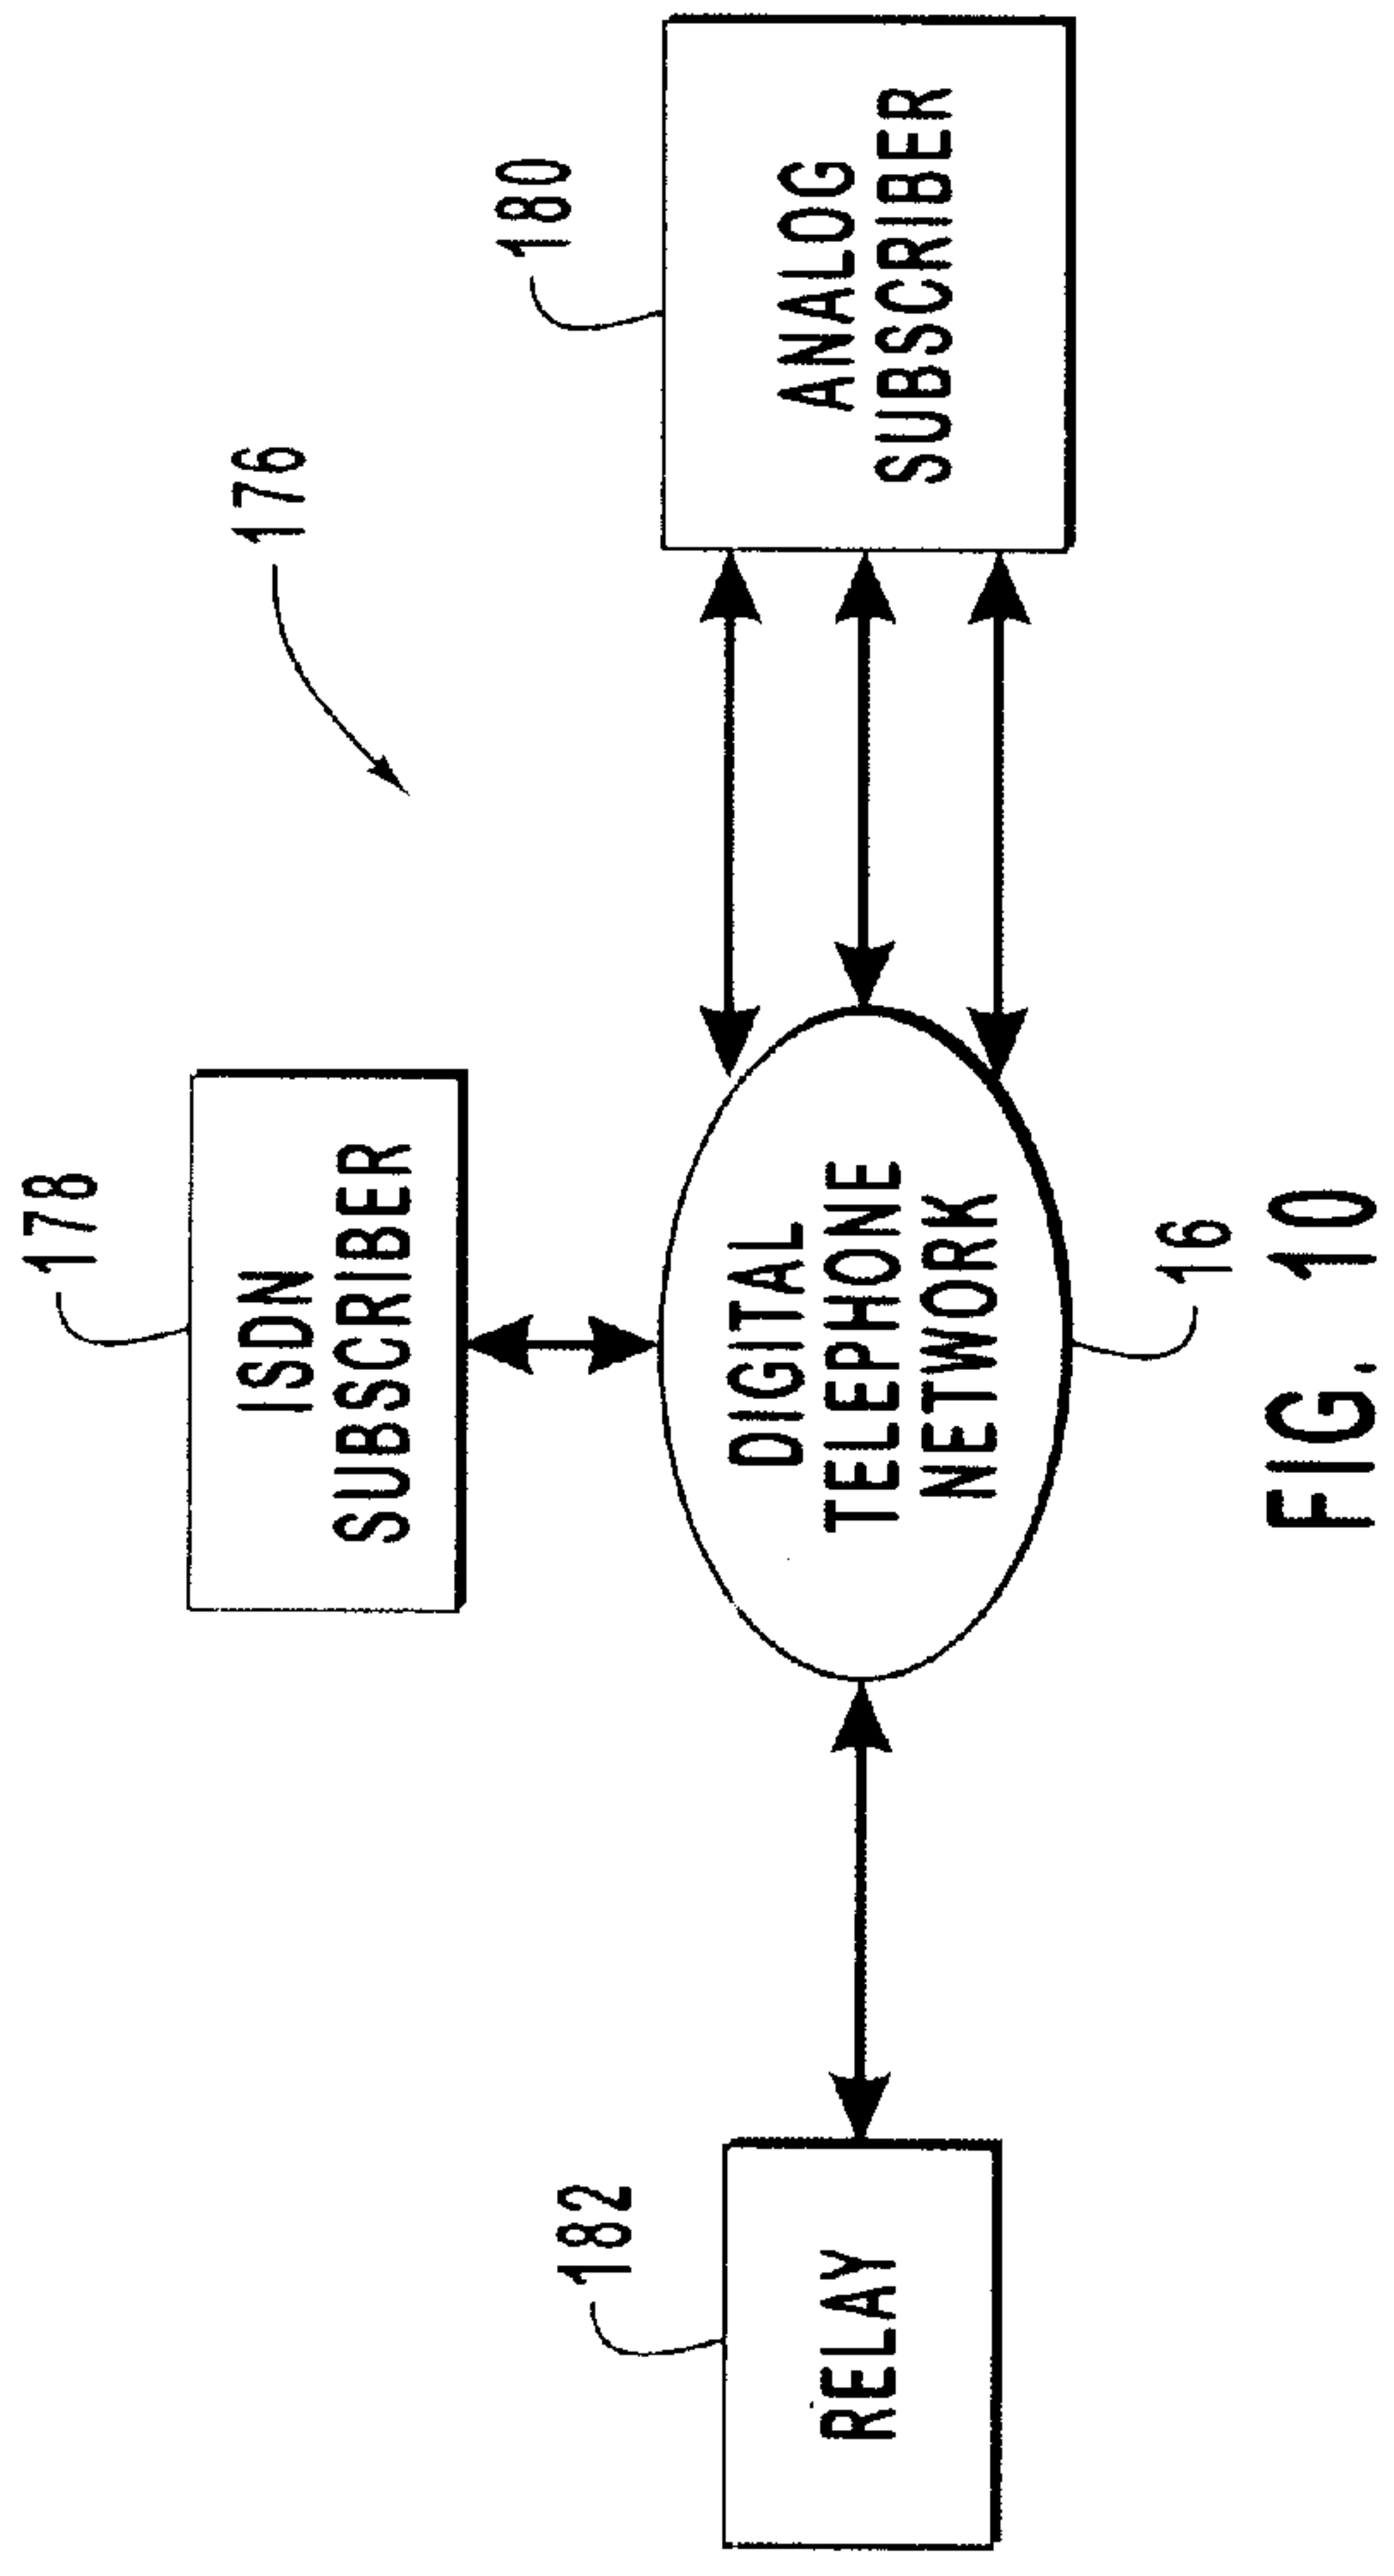 178
176
ISDN
SUBSCRIBER
182
180
RELAY
DIGITAL
TELEPHONE
NETWORK
ANALOG
SUBSCRIBER
16
FIG. 10